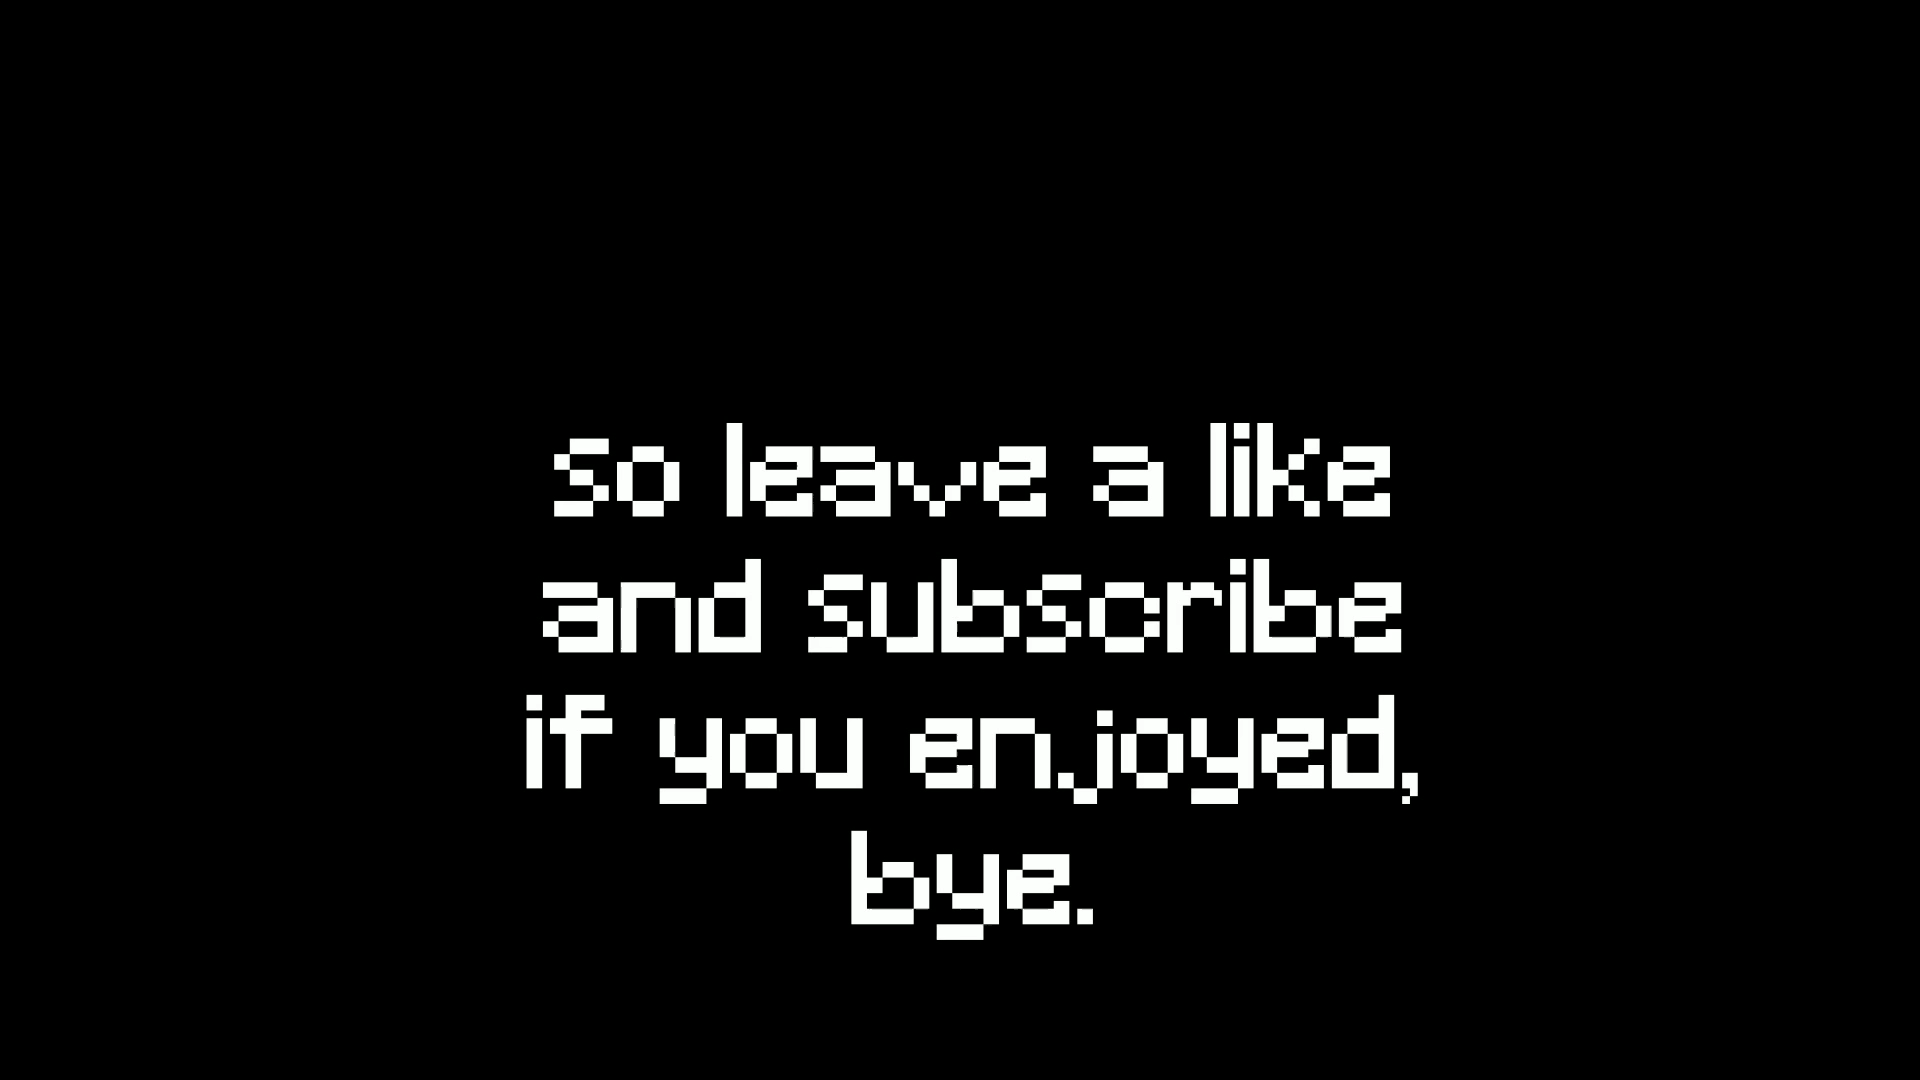 so leave a like
and subscribe
if you enjoyed,
bye.